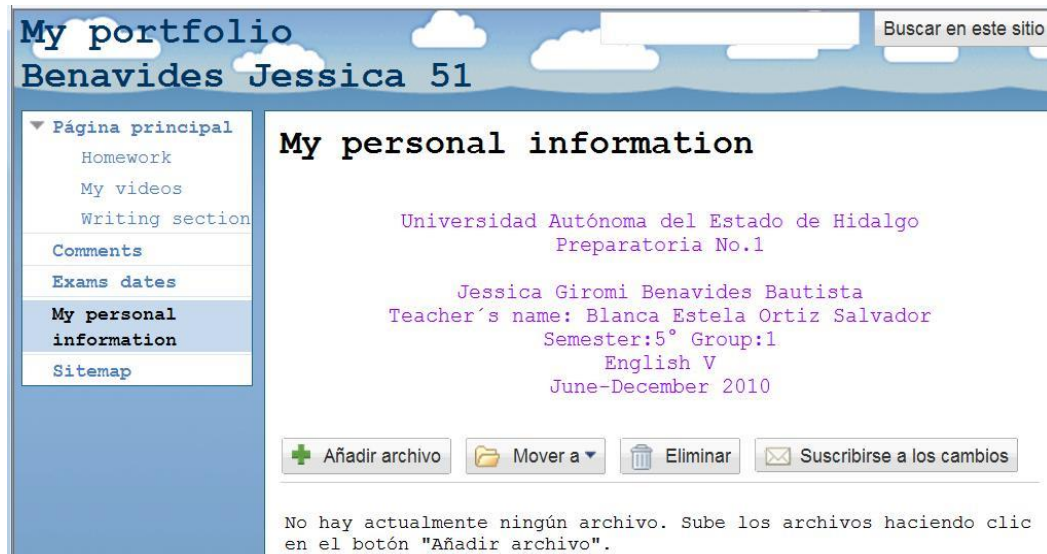 My portfolio
Benavides Jessica 51
Buscar en este sitio
Página principal
Homework
My videos
Writing section
Comments
Exams dates
My personal
information
Sitemap
My personal information
Universidad Autónoma del Estado de Hidalgo
Preparatoria No.1
Jessica Giromi Benavides Bautista
Teacher´s name: Blanca Estela Ortiz Salvador
Semester:5° Group:1
English V
June-December 2010
Añadir archivo
Mover a
Eliminar
Suscribirse a los cambios
No hay actualmente ningún archivo. Sube los archivos haciendo clic
en el botón "Añadir archivo".